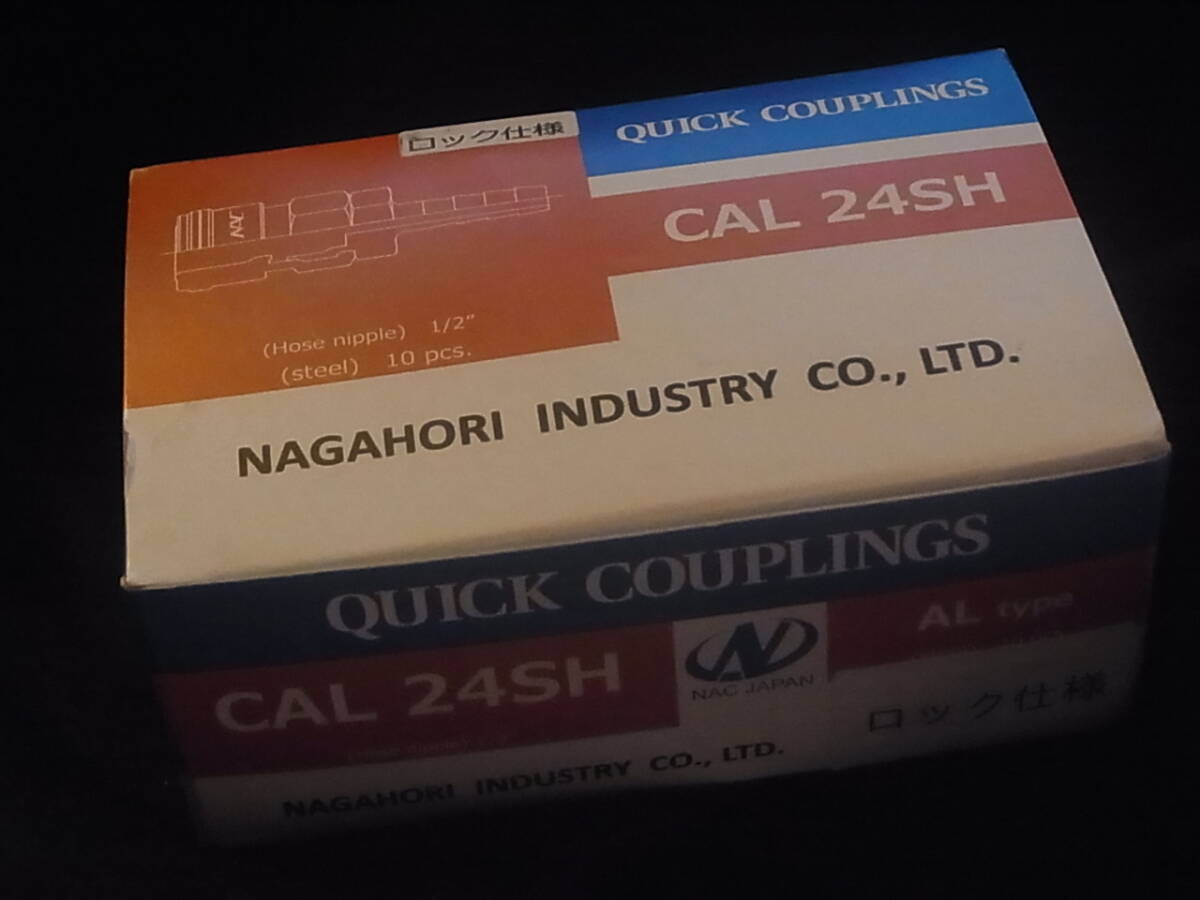 ロック仕様
QUICK COUPLINGS
CAL 24SH
NAC
(Hose nipple) 1/2"
(steel) 10 pcs.
NAGAHORI INDUSTRY CO., LTD.
QUICK COUPLINGS
CAL 24SH
NAC JAPAN
AL type
ロック仕様
NAGAHORI INDUSTRY CO., LTD.